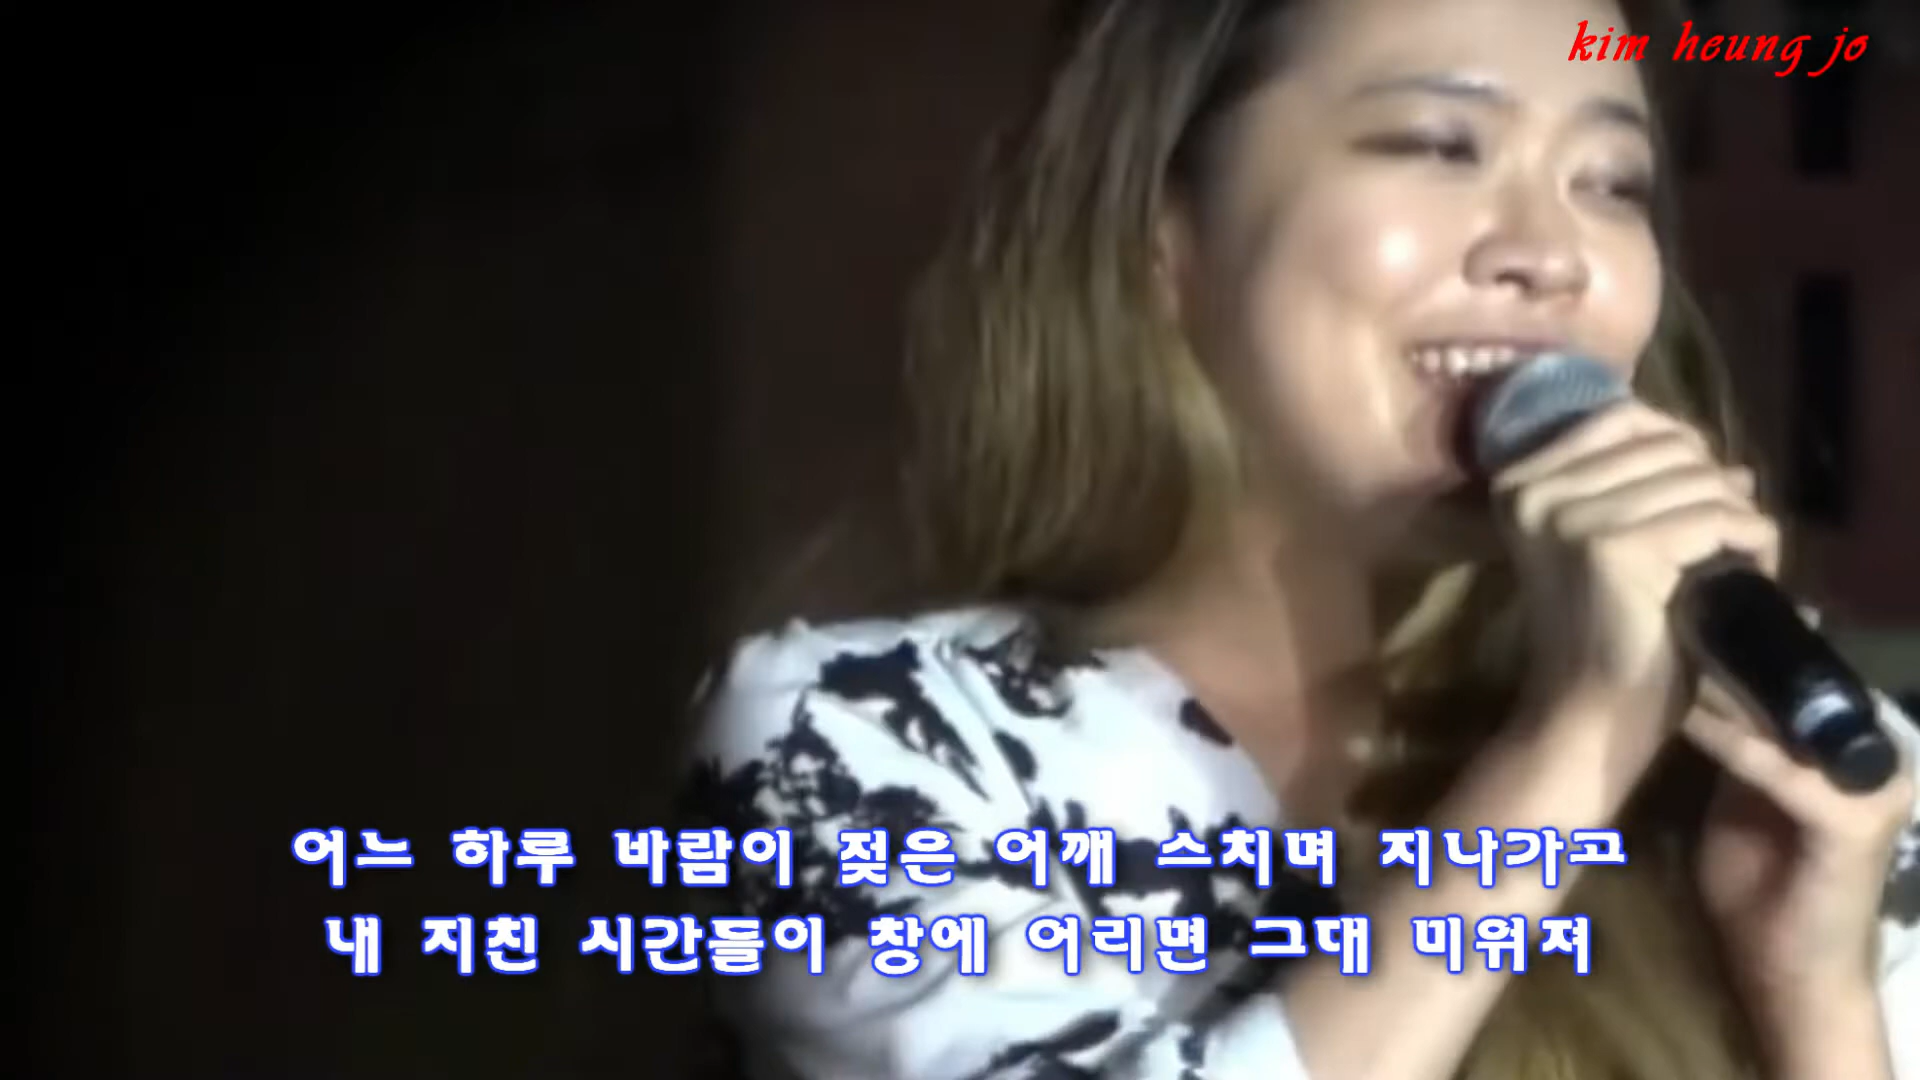 kim heung jo
어느 하루 바람이 젖은 어깨 스치며 지나가고
내 지친 시간들이 창에 어리면 그대 미워져